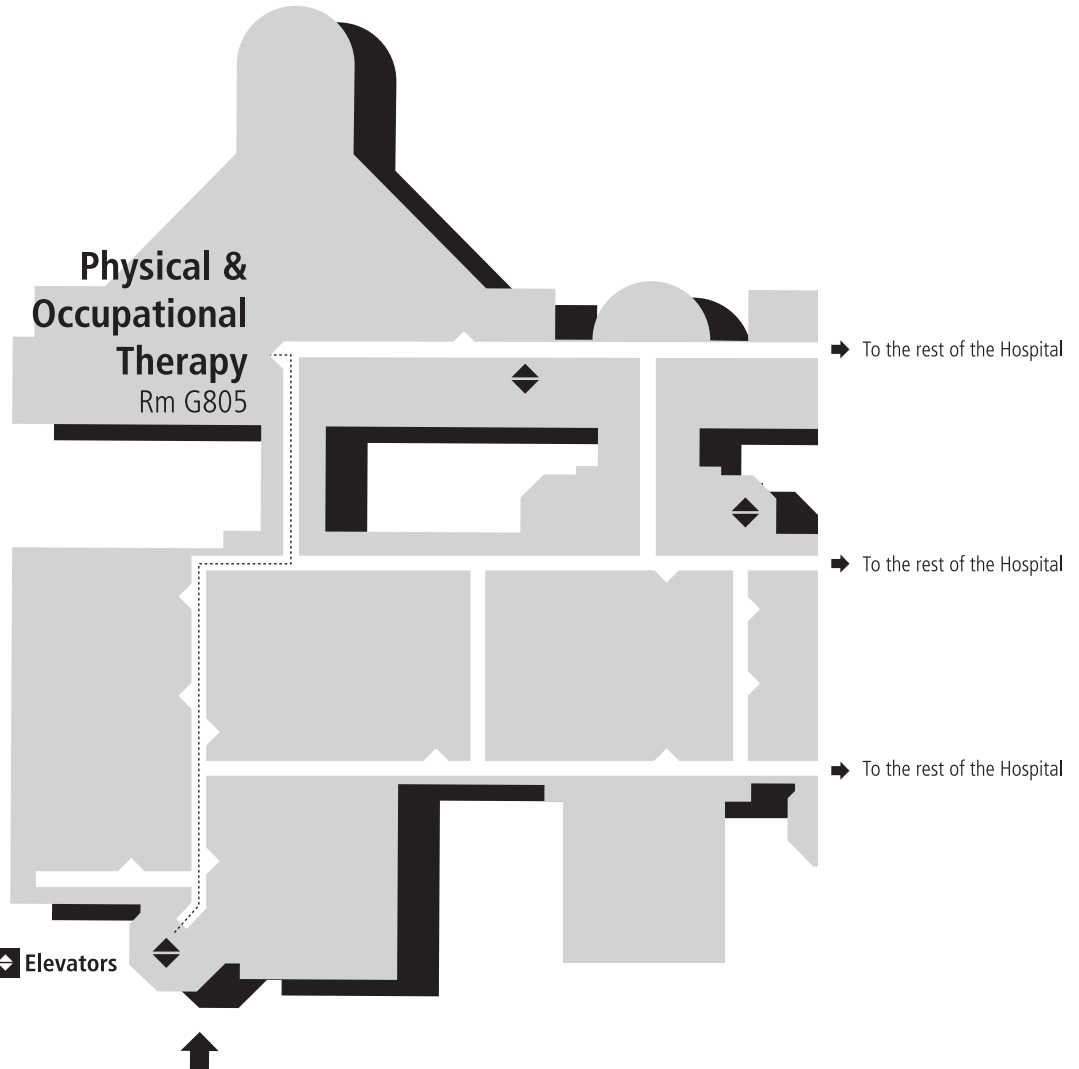 Physical &
Occupational
Therapy
Rm G805
To the rest of the Hospital
To the rest of the Hospital
To the rest of the Hospital
Elevators